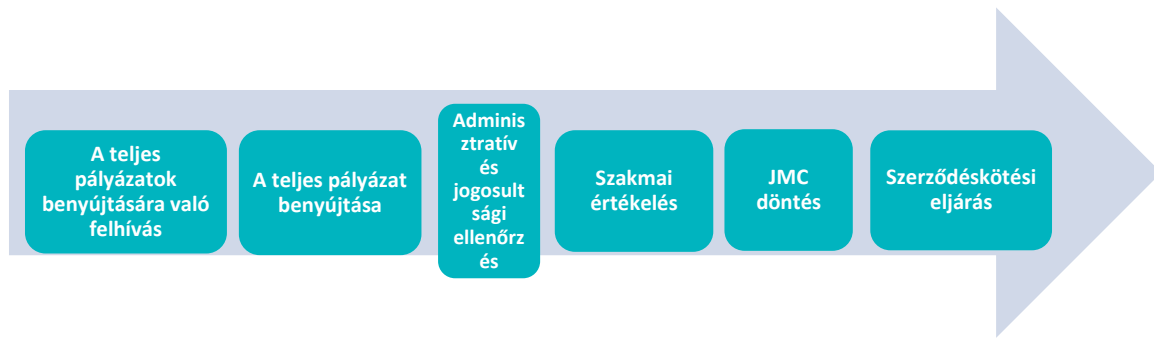 A teljes
pályázatok
benyújtására való
felhívás
A teljes pályázat
benyújtása
Adminis
ztratív
és
jogosult
sági
ellenőrz
és
Szakmai
értékelés
JMC
döntés
Szerződéskötési
eljárás